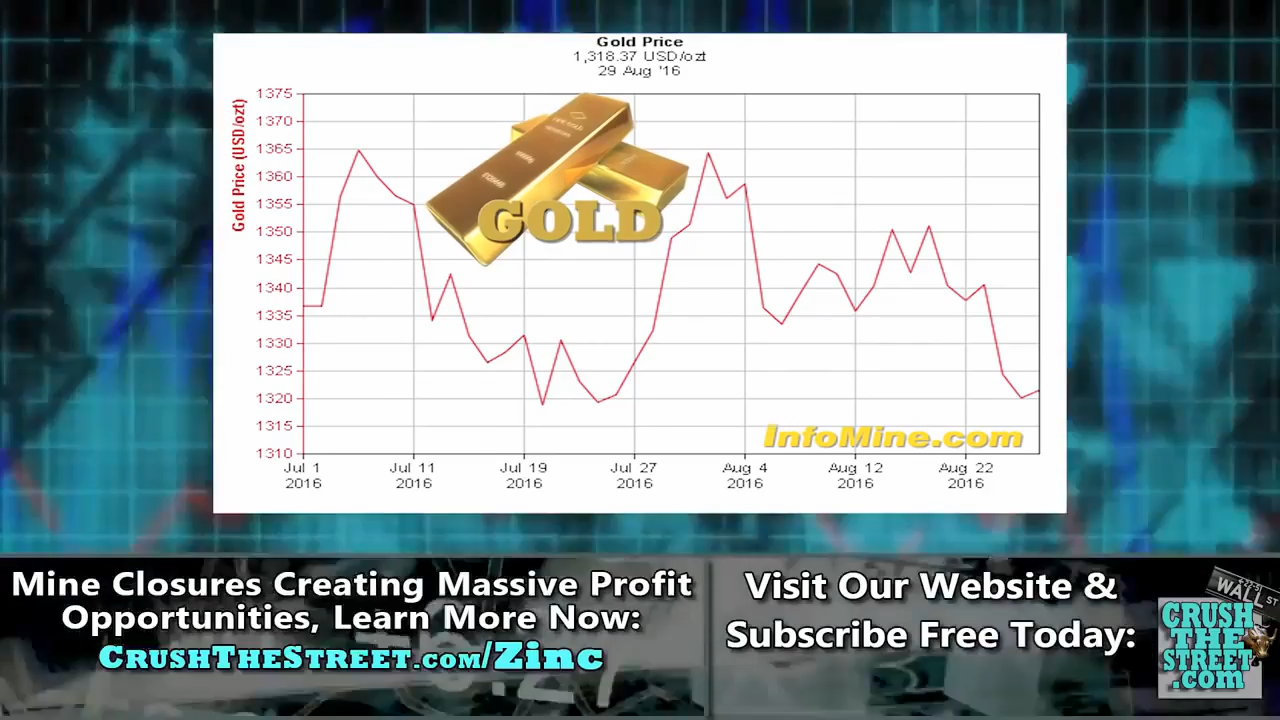 Gold Price
1,318.37 USD/ozt
29 Aug '16
Gold Price (USD/ozt)
1375
1370
1365
1360
1355
1350
1345
1340
1335
1330
1325
1320
1315
1310
GOLD
InfoMine.com
Jul 1 Jul 11 Jul 19 Jul 27 Aug 4 Aug 12 Aug 22
2016 2016 2016 2016 2016 2016 2016
Mine Closures Creating Massive Profit
Opportunities, Learn More Now:
CrushTheStreet.com/Zinc
Visit Our Website &
Subscribe Free Today:
WALL ST
CRUSH
THE
STREET
.com